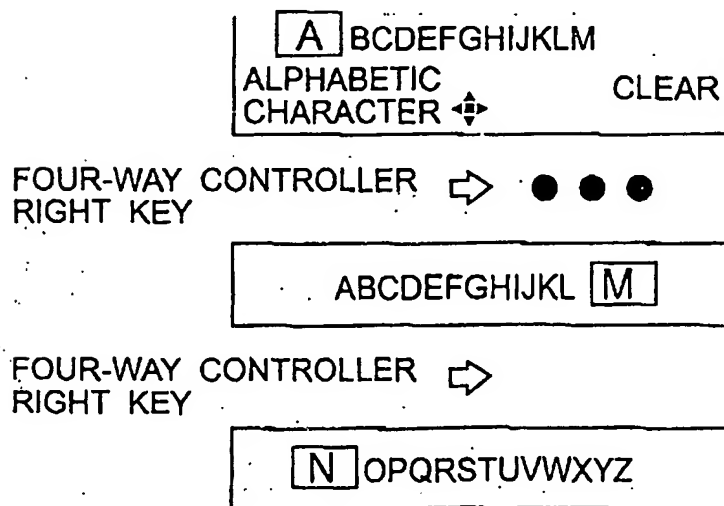 A BCDEFGHIJKLM
ALPHABETIC
CHARACTER CLEAR
FOUR-WAY CONTROLLER
RIGHT KEY
ABCDEFGHIJKL M
FOUR-WAY CONTROLLER
RIGHT KEY
N OPQRSTUVWXYZ